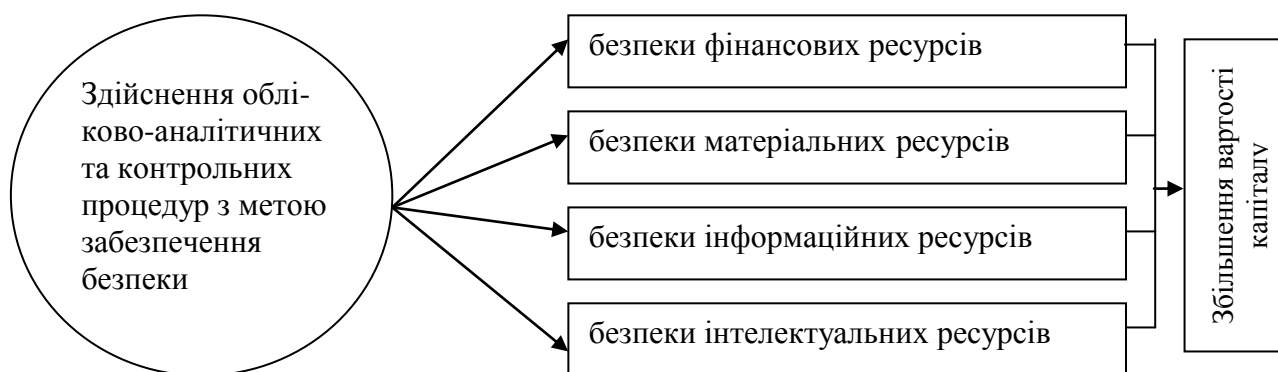 Здійснення облі-
ково-аналітичних
та контрольних
процедур з метою
забезпечення
безпеки
безпеки фінансових ресурсів
безпеки матеріальних ресурсів
безпеки інформаційних ресурсів
безпеки інтелектуальних ресурсів
Збільшення вартості
капіталу